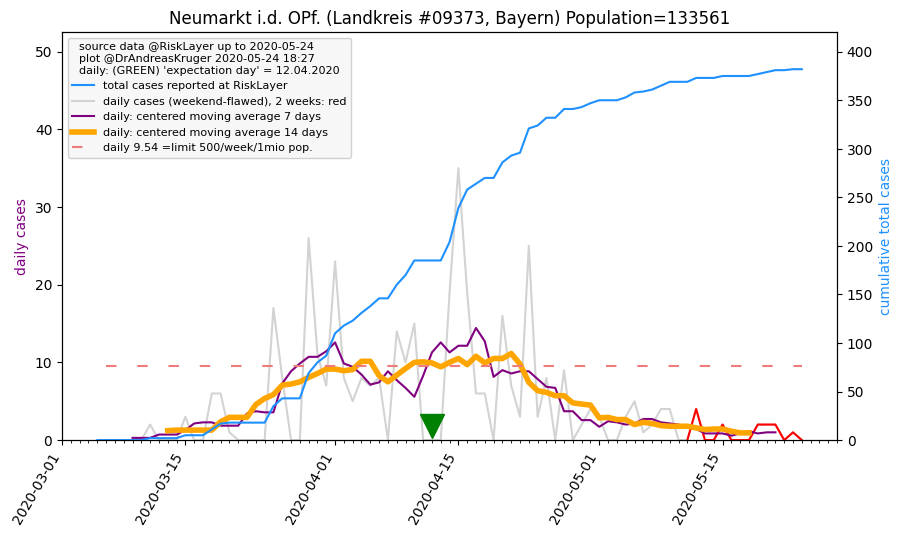 Neumarkt i.d. OPf. (Landkreis #09373, Bayern) Population=133561
source data @RiskLayer up to 2020-05-24
plot @DrAndreasKruger 2020-05-24 18:27
daily: (GREEN) 'expectation day' = 12.04.2020
total cases reported at RiskLayer
daily cases (weekend-flawed), 2 weeks: red
daily: centered moving average 7 days
daily: centered moving average 14 days
daily 9.54 =limit 500/week/1mio pop.
daily cases
50
40
30
20
10
0
cumulative total cases
400
350
300
250
200
150
100
50
0
2020-03-01
2020-03-15
2020-04-01
2020-04-15
2020-05-01
2020-05-15